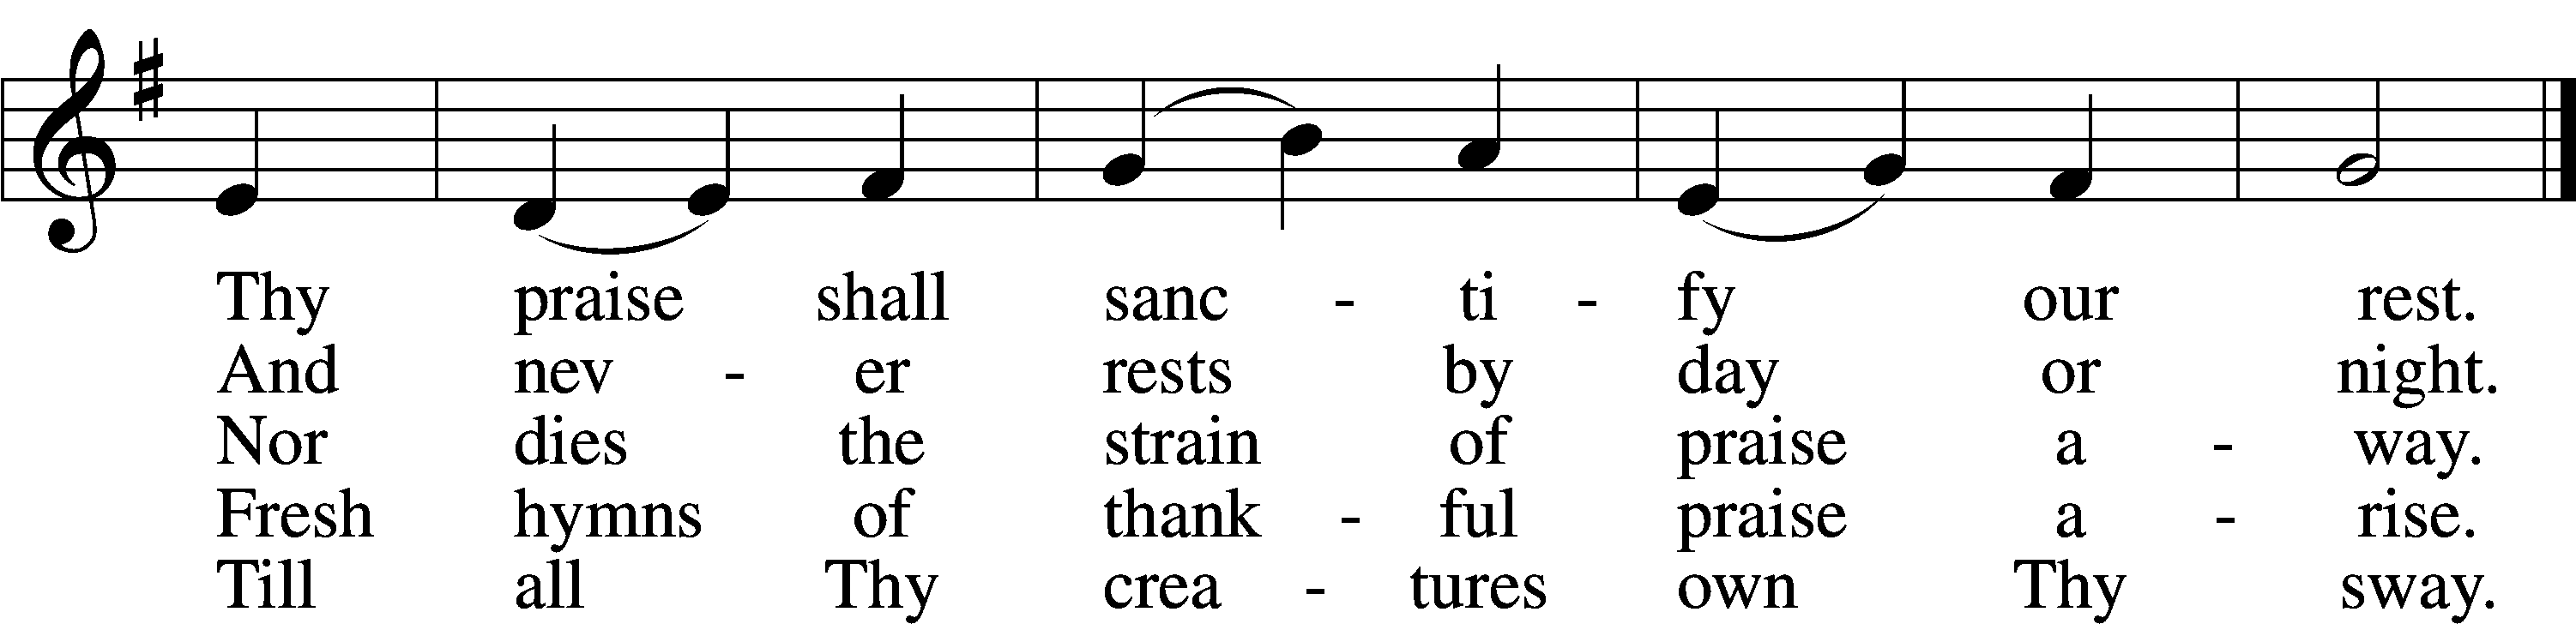 Thy praise shall sanc - ti - fy our rest.
And nev - er rests by day or night.
Nor dies the strain of praise a - way.
Fresh hymns of thank - ful praise a - rise.
Till all Thy crea - tures own Thy sway.